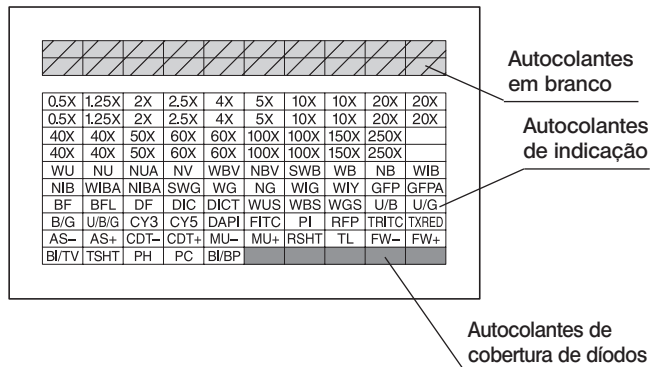 Autocolantes
em branco
0.5X 1.25X 2X 2.5X 4X 5X 10X 10X 20X 20X
0.5X 1.25X 2X 2.5X 4X 5X 10X 10X 20X 20X
40X 40X 50X 60X 60X 100X 100X 150X 250X
40X 40X 50X 60X 60X 100X 100X 150X 250X
WU NU NUA NV WBV NBV SWB WB NB WIB
NIB WIBA NIBA SWG WG NG WIG WIY GFP GFPA
BF BFL DF DIC DICT WUS WBS WGS U/B U/G
B/G U/B/G CY3 CY5 DAPI FITC PI RFP TRITC TXRED
AS− AS+ CDT− CDT+ MU− MU+ RSHT TL FW− FW+
BI/TV TSHT PH PC BI/BP
Autocolantes
de indicação
Autocolantes de
cobertura de díodos